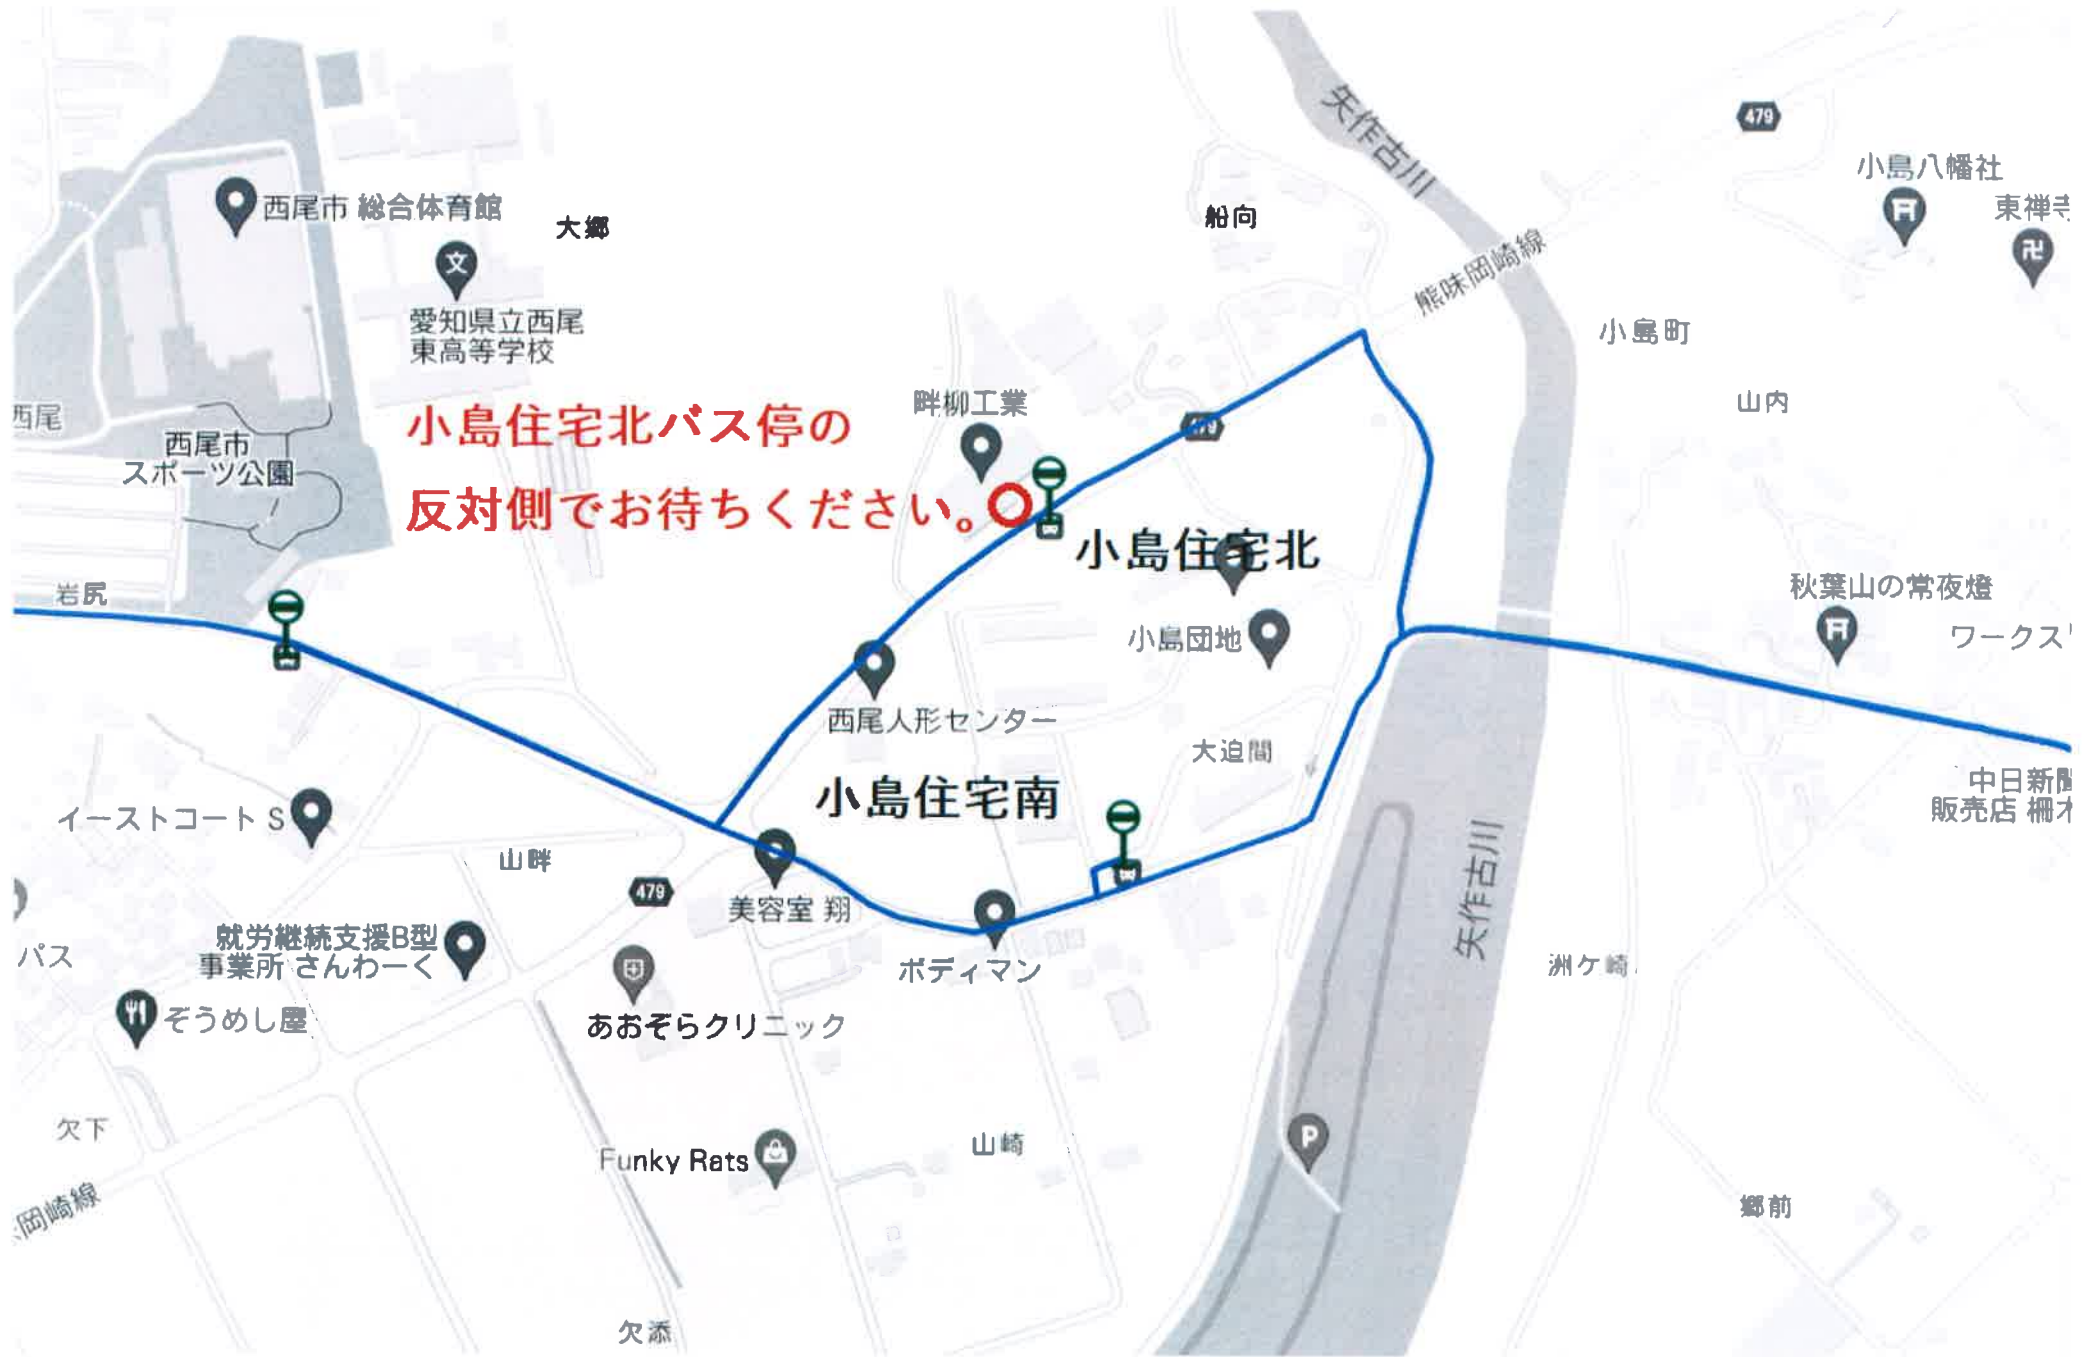 矢作古川
479
小島八幡社
東禅寺
西尾市 総合体育館
大郷
船向
熊味岡崎線
愛知県立西尾
東高等学校
小島町
山内
畔柳工業
西尾
西尾市
スポーツ公園
小島住宅北バス停の
反対側でお待ちください。
479
小島住宅北
岩尻
秋葉山の常夜燈
小島団地
ワークス
西尾人形センター
大迫間
小島住宅南
中日新聞
販売店 柵木
イーストコート S
山畔
479
美容室 翔
矢作古川
就労継続支援B型
事業所 さんわーく
パス
ボディマン
洲ケ崎
ぞうめし屋
あおぞらクリニック
欠下
Funky Rats
山崎
P
岡崎線
郷前
欠添